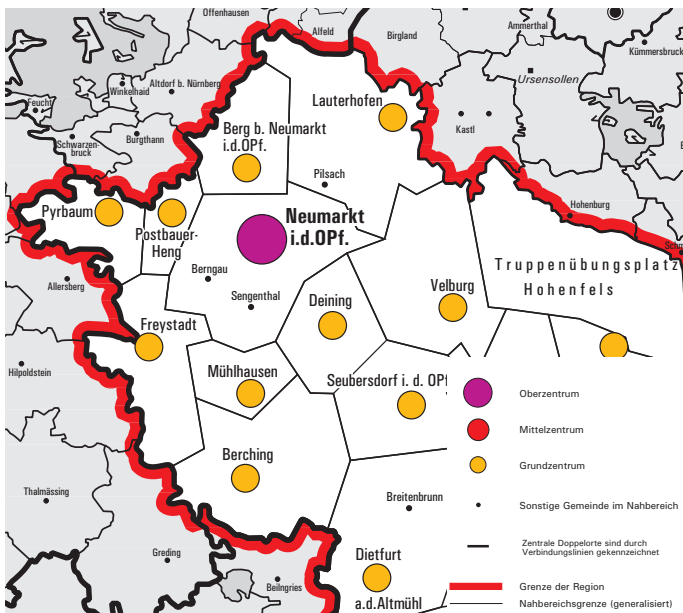 Offenhausen
Alfeld
Birgland
Ammerthal
Kümmersbruck
Winkelhaid
Altdorf b. Nürnberg
Ursensollen
Feucht
Lauterhofen
Schwarzen-
bruck
Burgthann
Berg b. Neumarkt
i.d.OPf.
Kastl
Pilsach
Pyrbaum
Postbauer-
Heng
Neumarkt
i.d.OPf.
Hohenburg
Truppenübungsplatz
Hohenfels
Allersberg
Berngau
Sengenthal
Deining
Velburg
Freystadt
Hilpoltstein
Mühlhausen
Seubersdorf i. d. OPf
Oberzentrum
Mittelzentrum
Grundzentrum
Berching
Thalmässing
Breitenbrunn
Sonstige Gemeinde im Nahbereich
Zentrale Doppelorte sind durch
Verbindungslinien gekennzeichnet
Greding
Beilngries
Dietfurt
a.d.Altmühl
Grenze der Region
Nahbereichsgrenze (generalisiert)